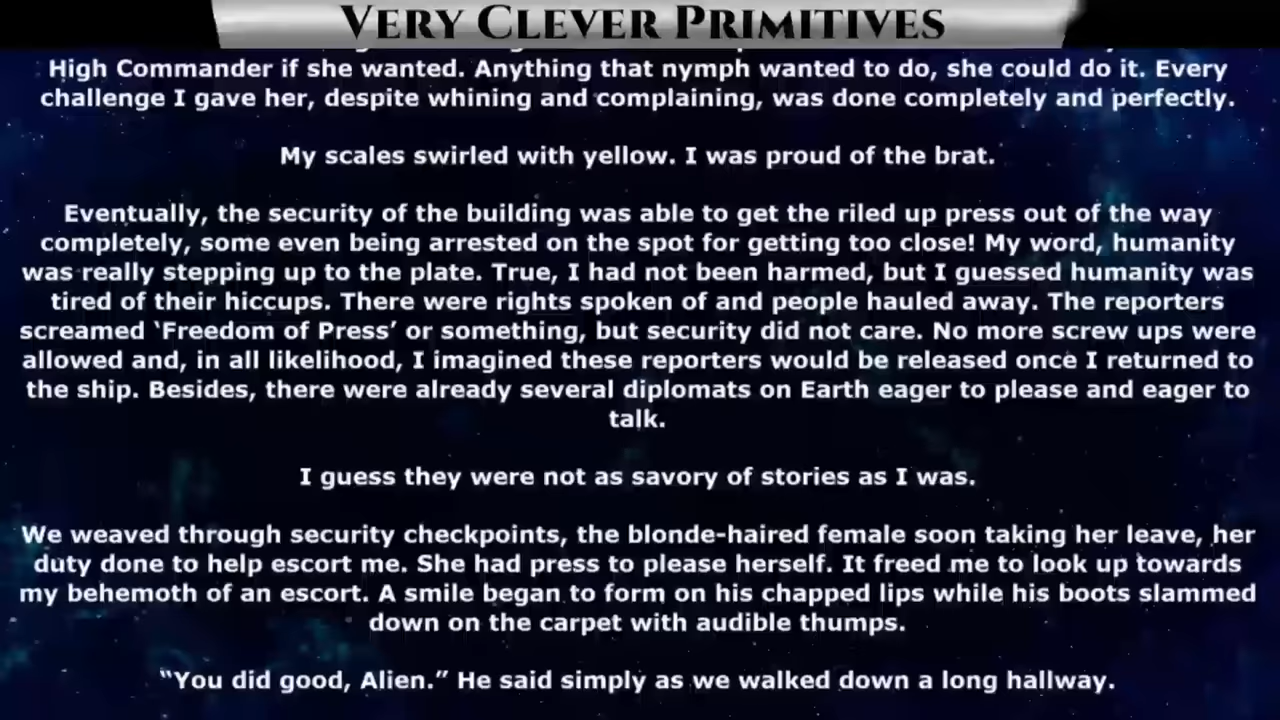 Very Clever Primitives
High Commander if she wanted. Anything that nymph wanted to do, she could do it. Every
challenge I gave her, despite whining and complaining, was done completely and perfectly.
My scales swirled with yellow. I was proud of the brat.
Eventually, the security of the building was able to get the riled up press out of the way
completely, some even being arrested on the spot for getting too close! My word, humanity
was really stepping up to the plate. True, I had not been harmed, but I guessed humanity was
tired of their hiccups. There were rights spoken of and people hauled away. The reporters
screamed ‘Freedom of Press’ or something, but security did not care. No more screw ups were
allowed and, in all likelihood, I imagined these reporters would be released once I returned to
the ship. Besides, there were already several diplomats on Earth eager to please and eager to
talk.
I guess they were not as savory of stories as I was.
We weaved through security checkpoints, the blonde-haired female soon taking her leave, her
duty done to help escort me. She had press to please herself. It freed me to look up towards
my behemoth of an escort. A smile began to form on his chapped lips while his boots slammed
down on the carpet with audible thumps.
“You did good, Alien.” He said simply as we walked down a long hallway.